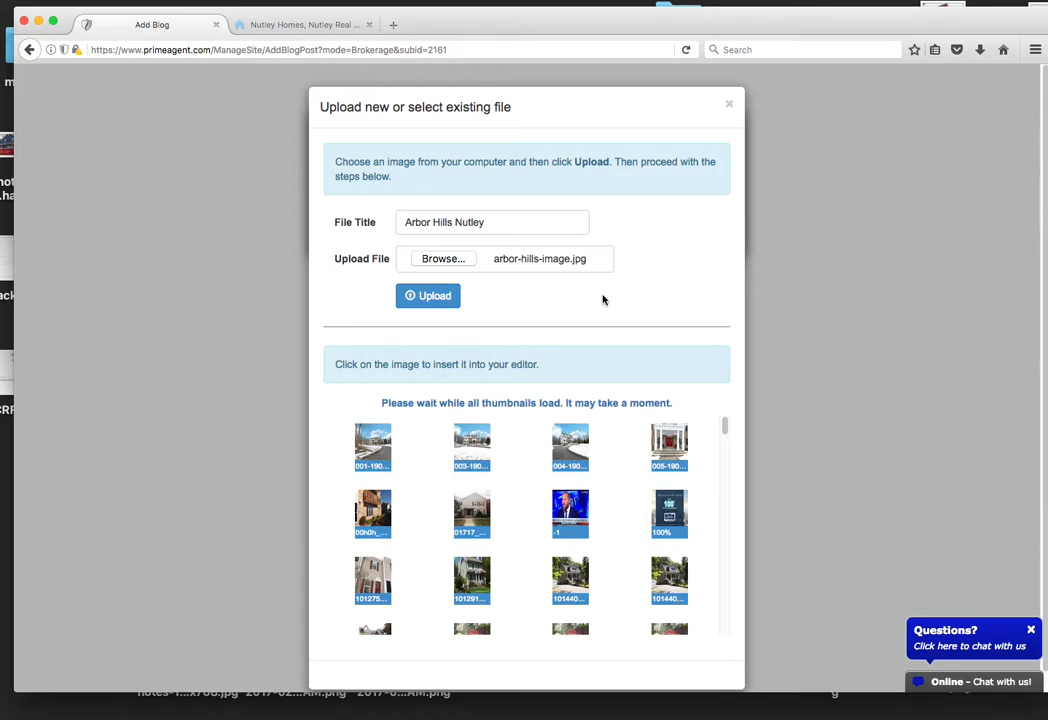 Add Blog
Nutley Homes, Nutley Real ...
https://www.primeagent.com/ManageSite/AddBlogPost?mode=Brokerage&subid=2161
Search
Upload new or select existing file
Choose an image from your computer and then click Upload. Then proceed with the
steps below.
File Title
Arbor Hills Nutley
Upload File
Browse...
arbor-hills-image.jpg
Upload
Click on the image to insert it into your editor.
Please wait while all thumbnails load. It may take a moment.
001-190...
003-190...
004-190...
005-190...
00h0h_...
01717_...
-1
100%
101275...
101291...
101440...
101440...
Questions?
Click here to chat with us
Online - Chat with us!